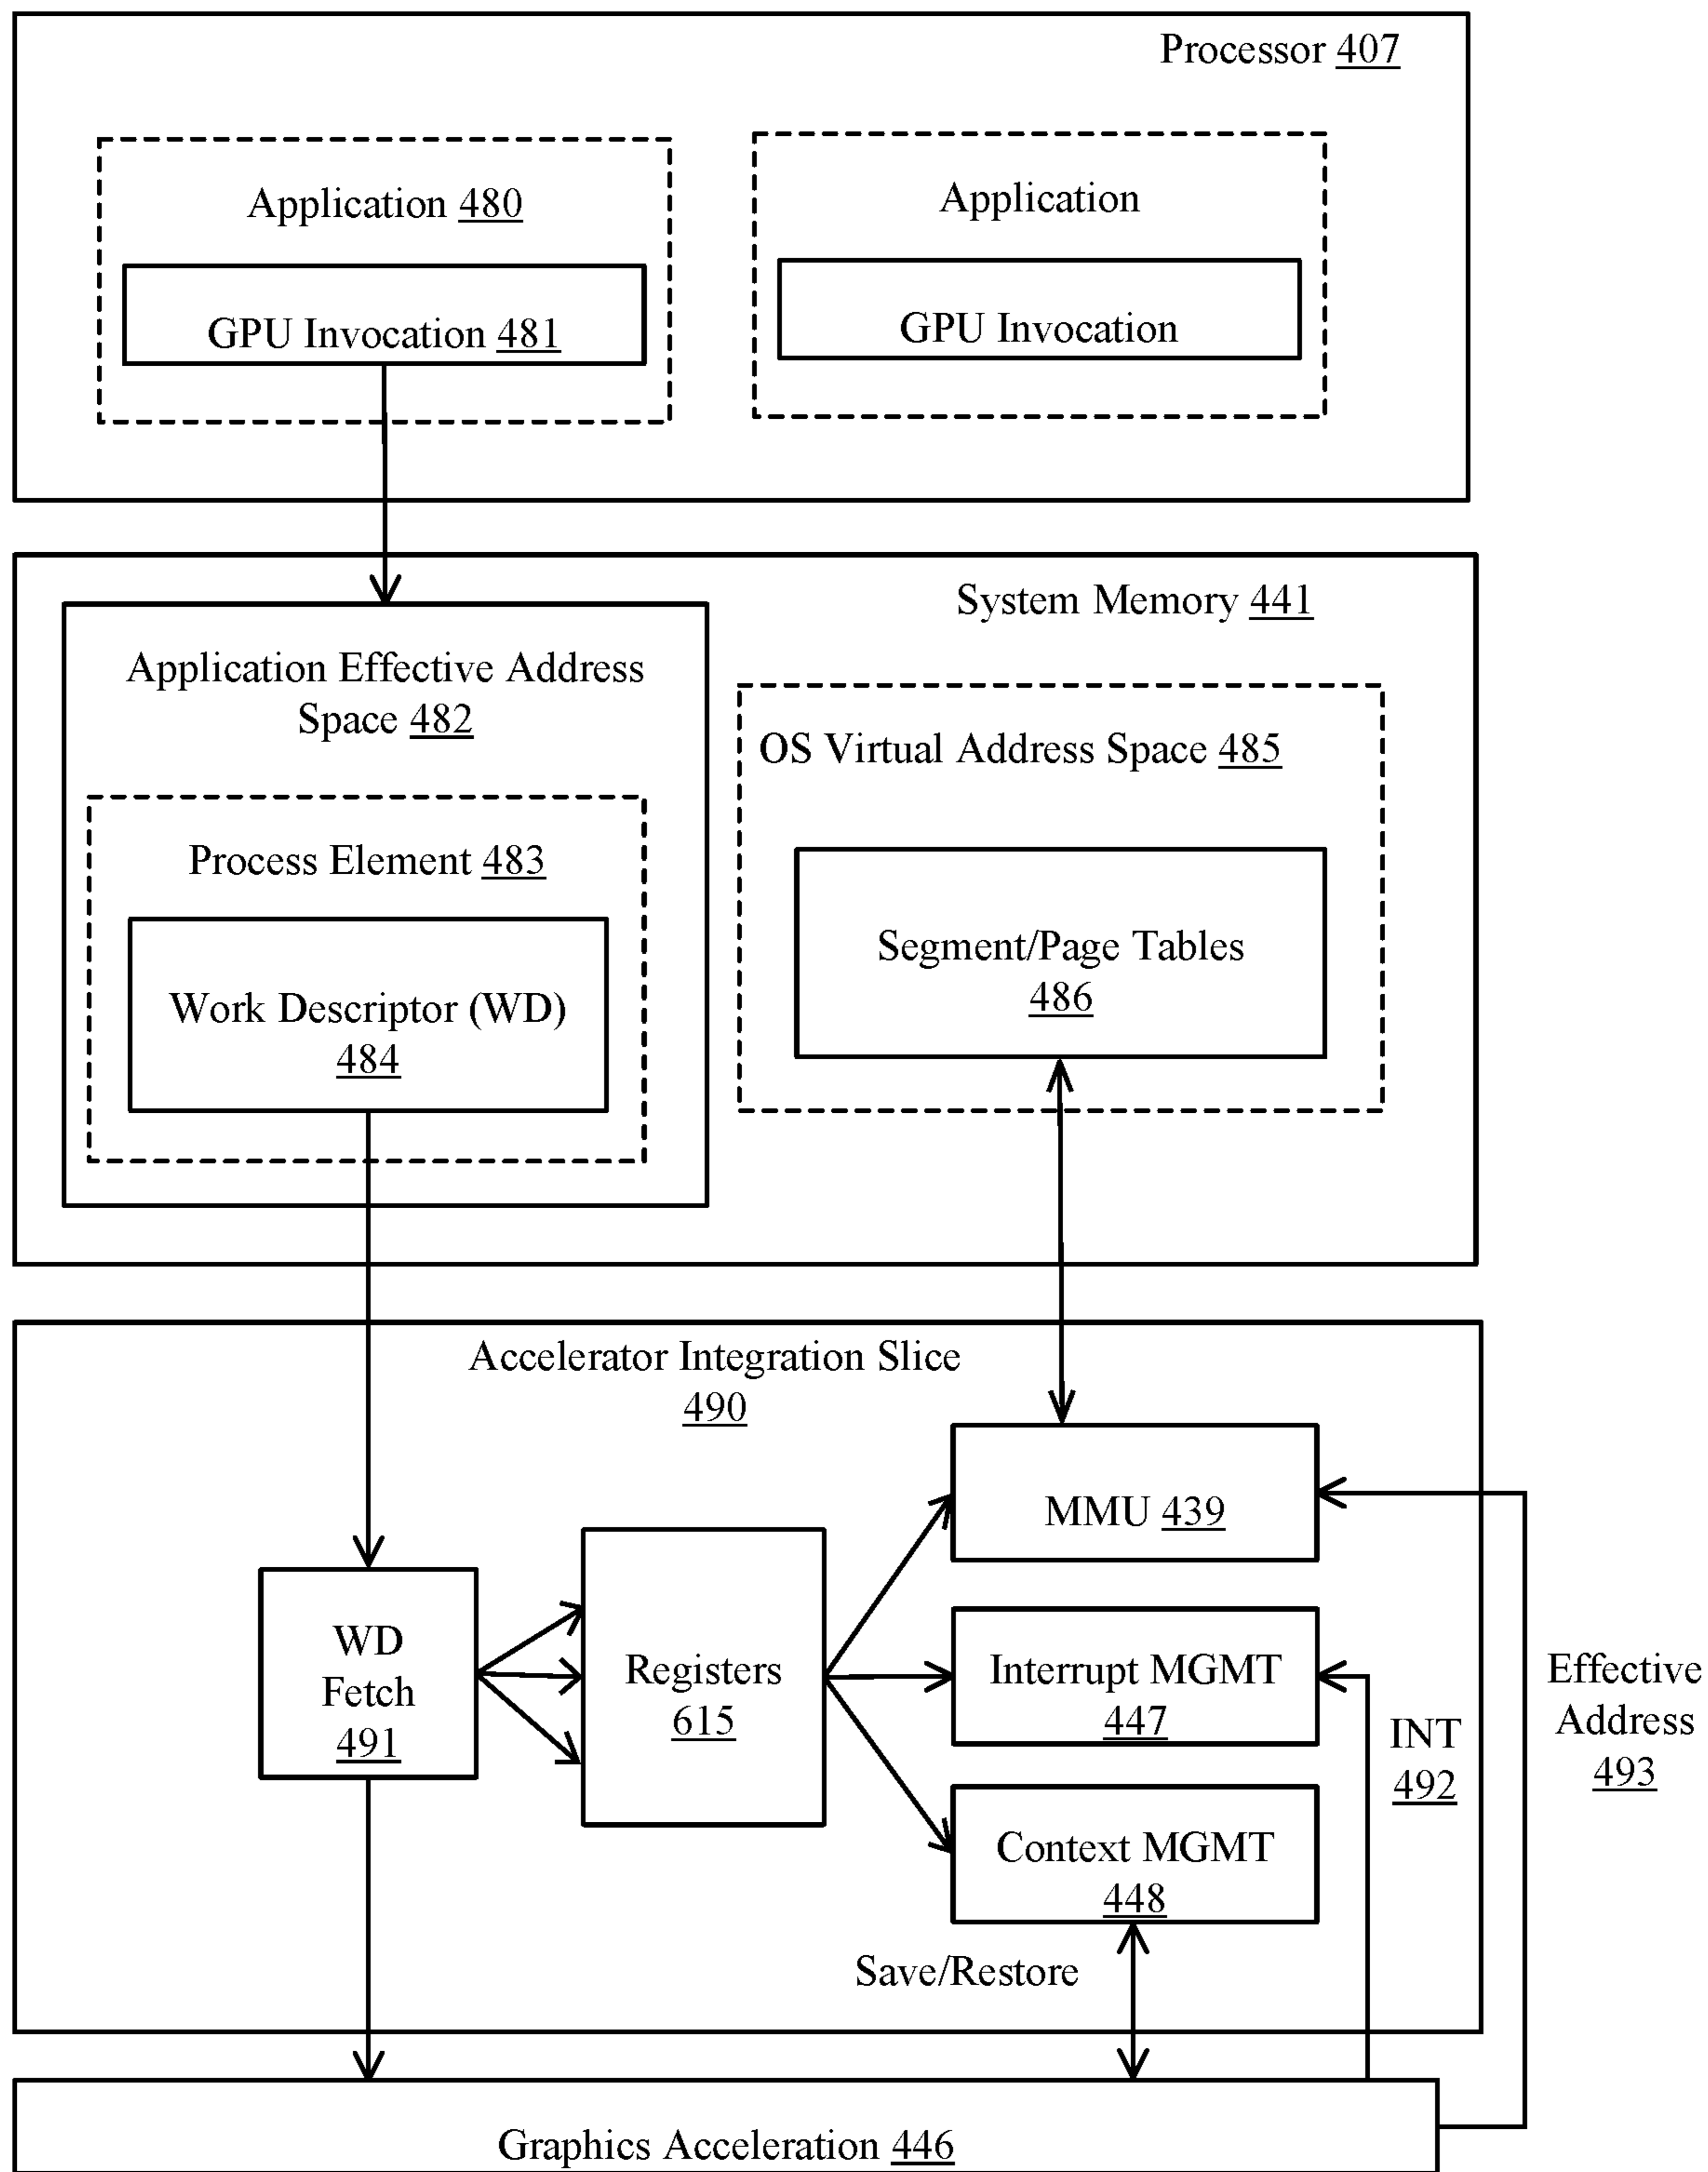 Processor 407
Application 480
GPU Invocation 481
Application
GPU Invocation
System Memory 441
Application Effective Address
Space 482
Process Element 483
Work Descriptor (WD)
484
OS Virtual Address Space 485
Segment/Page Tables
486
Accelerator Integration Slice
490
WD
Fetch
491
Registers
615
MMU 439
Interrupt MGMT
447
Context MGMT
448
Save/Restore
INT
492
Effective
Address
493
Graphics Acceleration 446